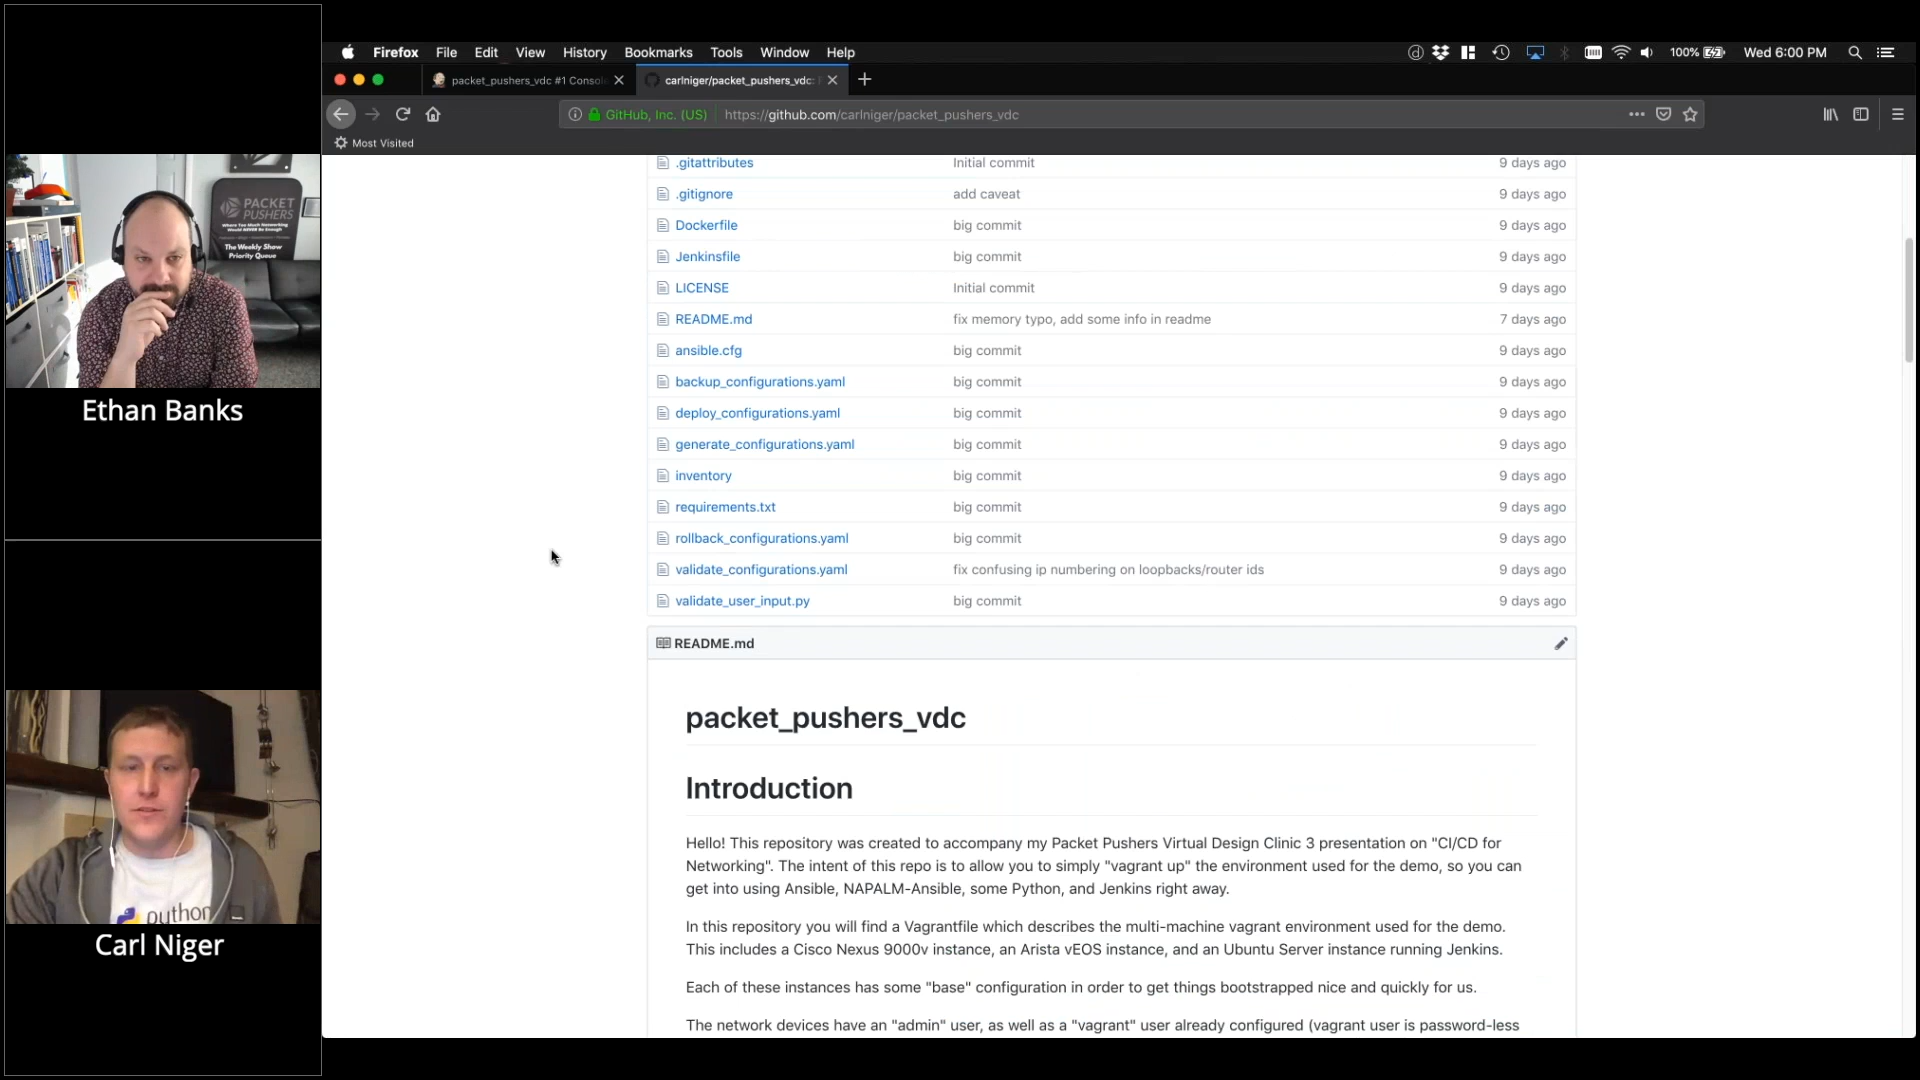 Firefox File Edit View History Bookmarks Tools Window Help 100% Wed 6:00 PM
packet_pushers_vdc #1 Consol
carlniger/packet_pushers_vdc:
GitHub, Inc. (US) https://github.com/carlniger/packet_pushers_vdc
Most Visited
.gitattributes Initial commit 9 days ago
.gitignore add caveat 9 days ago
Dockerfile big commit 9 days ago
Jenkinsfile big commit 9 days ago
LICENSE Initial commit 9 days ago
README.md fix memory typo, add some info in readme 7 days ago
ansible.cfg big commit 9 days ago
backup_configurations.yaml big commit 9 days ago
deploy_configurations.yaml big commit 9 days ago
generate_configurations.yaml big commit 9 days ago
inventory big commit 9 days ago
requirements.txt big commit 9 days ago
rollback_configurations.yaml big commit 9 days ago
validate_configurations.yaml fix confusing ip numbering on loopbacks/router ids 9 days ago
validate_user_input.py big commit 9 days ago
README.md
packet_pushers_vdc
Introduction
Hello! This repository was created to accompany my Packet Pushers Virtual Design Clinic 3 presentation on "CI/CD for
Networking". The intent of this repo is to allow you to simply "vagrant up" the environment used for the demo, so you can
get into using Ansible, NAPALM-Ansible, some Python, and Jenkins right away.
In this repository you will find a Vagrantfile which describes the multi-machine vagrant environment used for the demo.
This includes a Cisco Nexus 9000v instance, an Arista vEOS instance, and an Ubuntu Server instance running Jenkins.
Each of these instances has some "base" configuration in order to get things bootstrapped nice and quickly for us.
The network devices have an "admin" user, as well as a "vagrant" user already configured (vagrant user is password-less
PACKET
PUSHERS
Where Too Much Networking
Would NEVER Be Enough
The Weekly Show
Priority Queue
Ethan Banks
python
Carl Niger